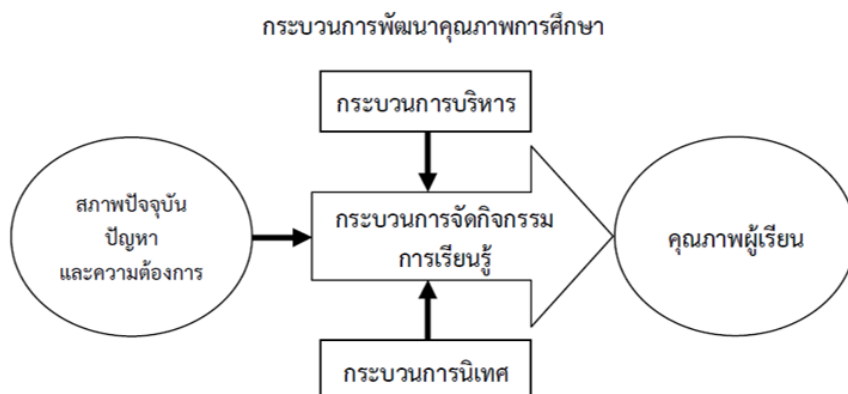 กระบวนการพัฒนาคุณภาพการศึกษา
กระบวนการบริหาร
สภาพปัจจุบัน
ปัญหา
และความต้องการ
กระบวนการจัดกิจกรรม
การเรียนรู้
คุณภาพผู้เรียน
กระบวนการนิเทศ